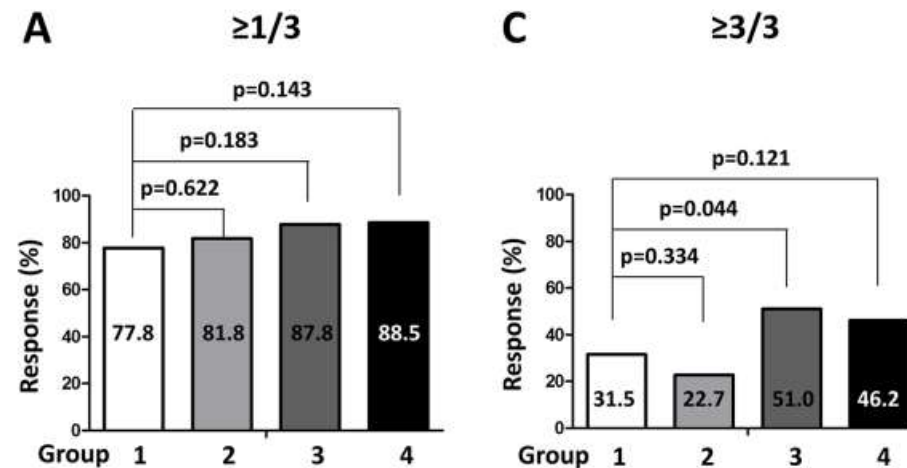 A ≥1/3
p=0.143
p=0.183
p=0.622
Response (%)
100
80
60
40
20
0
77.8 81.8 87.8 88.5
Group 1 2 3 4
C ≥3/3
p=0.121
p=0.044
p=0.334
Response (%)
100
80
60
40
20
0
31.5 22.7 51.0 46.2
Group 1 2 3 4